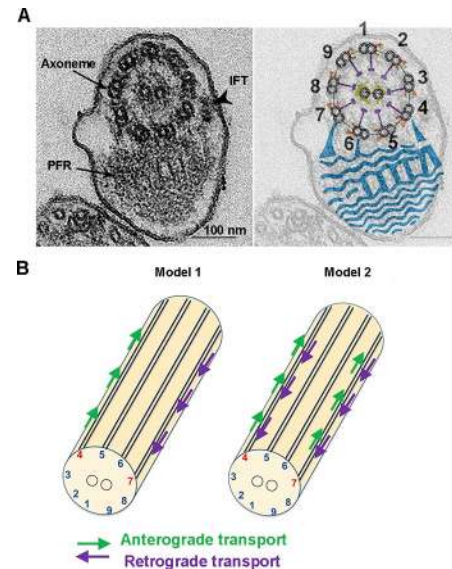 A
Axoneme
IFT
PFR
100 nm
1
2
3
4
5
6
7
8
9
B
Model 1
Model 2
4 5 6 7 8 9 1 2 3
4 5 6 7 8 9 1 2 3
Anterograde transport
Retrograde transport